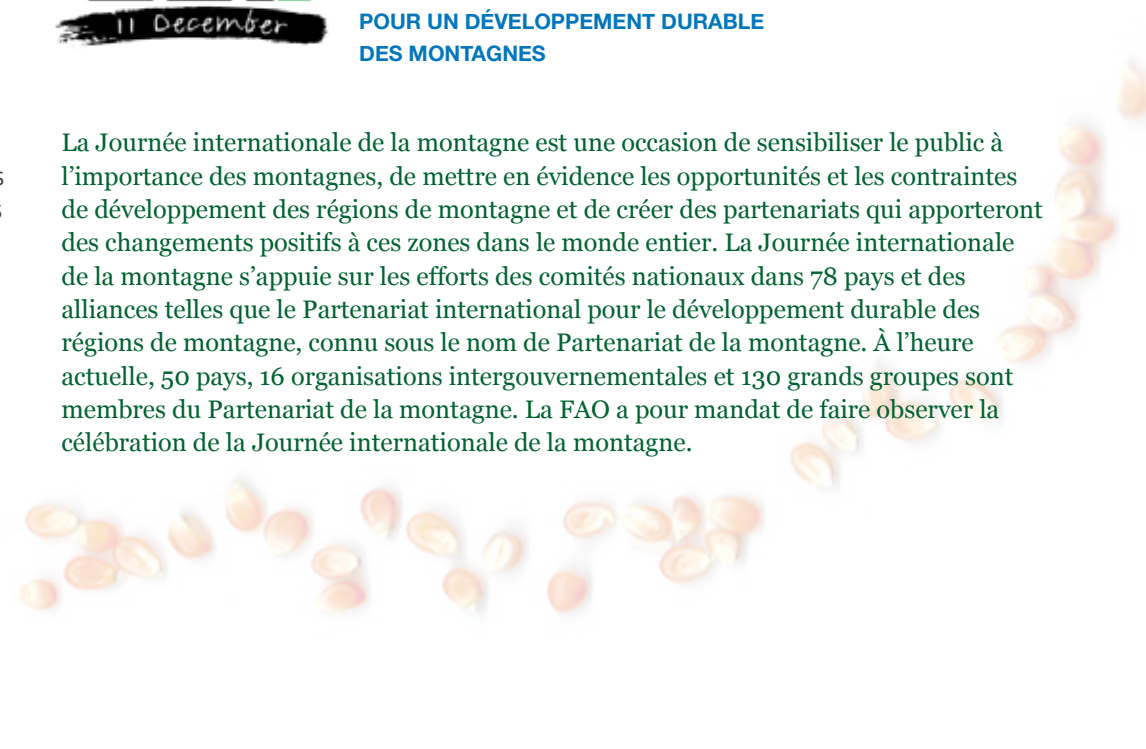 11 December
POUR UN DÉVELOPPEMENT DURABLE
DES MONTAGNES
La Journée internationale de la montagne est une occasion de sensibiliser le public à
l’importance des montagnes, de mettre en évidence les opportunités et les contraintes
de développement des régions de montagne et de créer des partenariats qui apporteront
des changements positifs à ces zones dans le monde entier. La Journée internationale
de la montagne s’appuie sur les efforts des comités nationaux dans 78 pays et des
alliances telles que le Partenariat international pour le développement durable des
régions de montagne, connu sous le nom de Partenariat de la montagne. À l’heure
actuelle, 50 pays, 16 organisations intergouvernementales et 130 grands groupes sont
membres du Partenariat de la montagne. La FAO a pour mandat de faire observer la
célébration de la Journée internationale de la montagne.